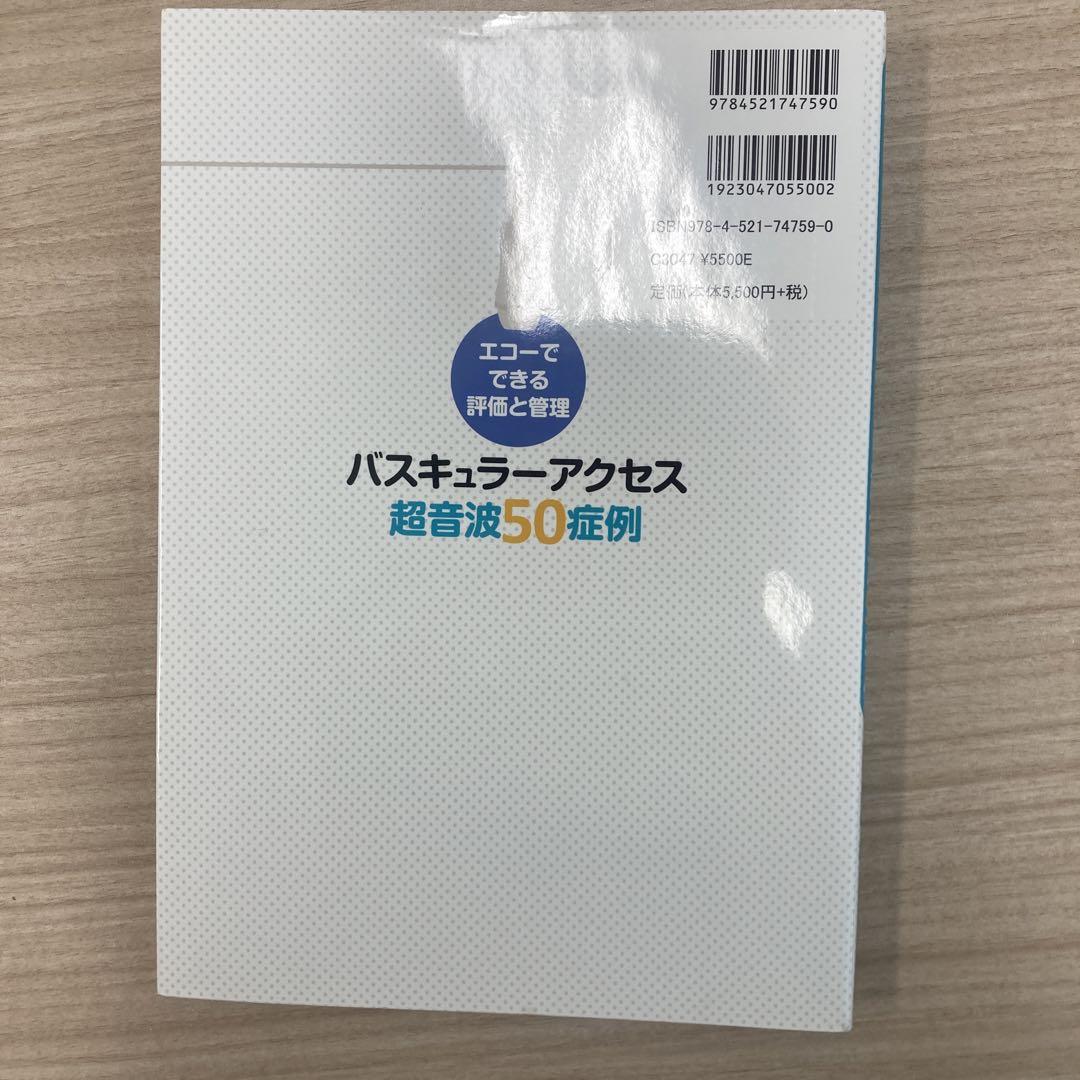 9784521747590
1923047055002
ISBN978-4-521-74759-0
C3047 ¥5500E
定価(本体5,500円+税)
エコーで
できる
評価と管理
バスキュラーアクセス
超音波50症例